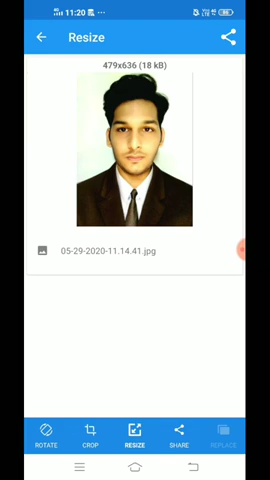 11:20
Resize
479x636 (18 kB)
05-29-2020-11.14.41.jpg
ROTATE CROP RESIZE SHARE REPLACE